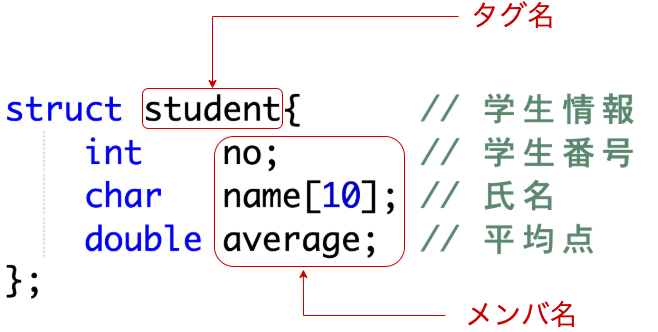 タグ名
struct student{ // 学生情報
int no; // 学生番号
char name[10]; // 氏名
double average; // 平均点
};
メンバ名